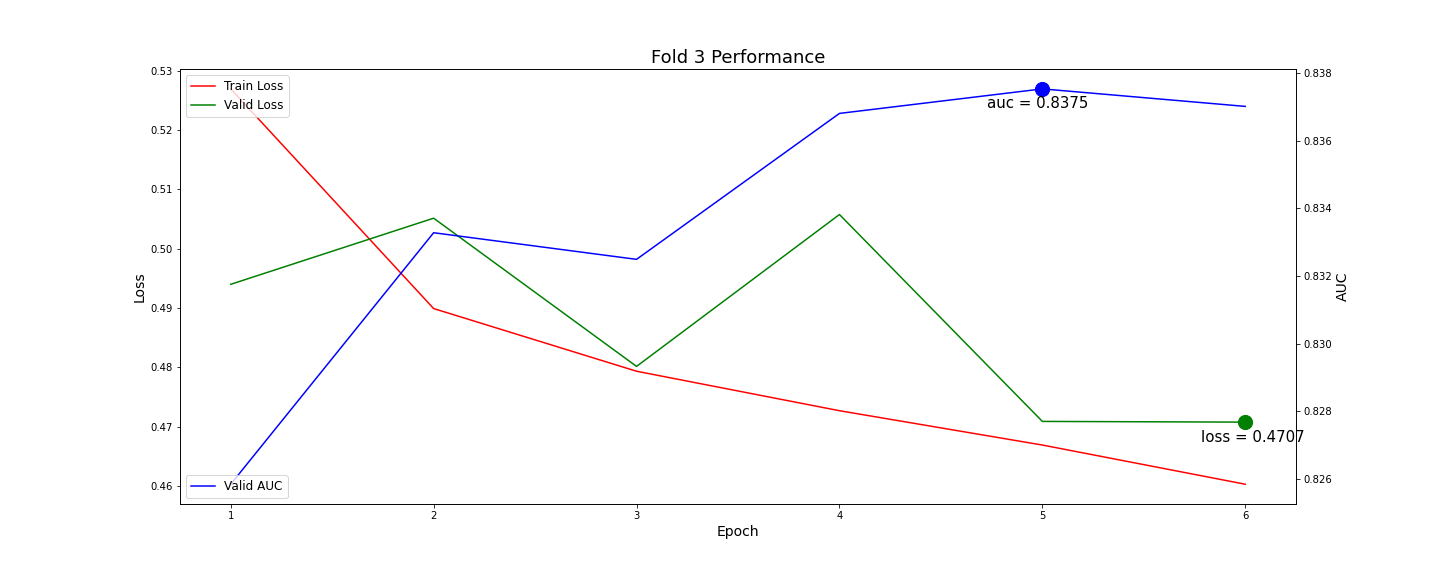 Fold 3 Performance
Train Loss
Valid Loss
Valid AUC
auc = 0.8375
loss = 0.4707
0.53
0.52
0.51
0.50
0.49
0.48
0.47
0.46
Loss
0.838
0.836
0.834
0.832
0.830
0.828
0.826
AUC
1 2 3 4 5 6
Epoch